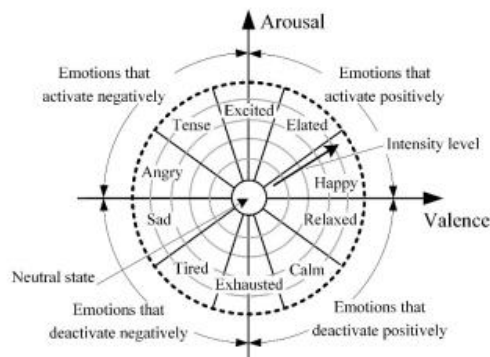 Arousal
Emotions that
activate negatively
Emotions that
activate positively
Excited
Tense
Elated
Intensity level
Angry
Happy
Valence
Sad
Relaxed
Neutral state
Tired
Calm
Exhausted
Emotions that
deactivate negatively
Emotions that
deactivate positively